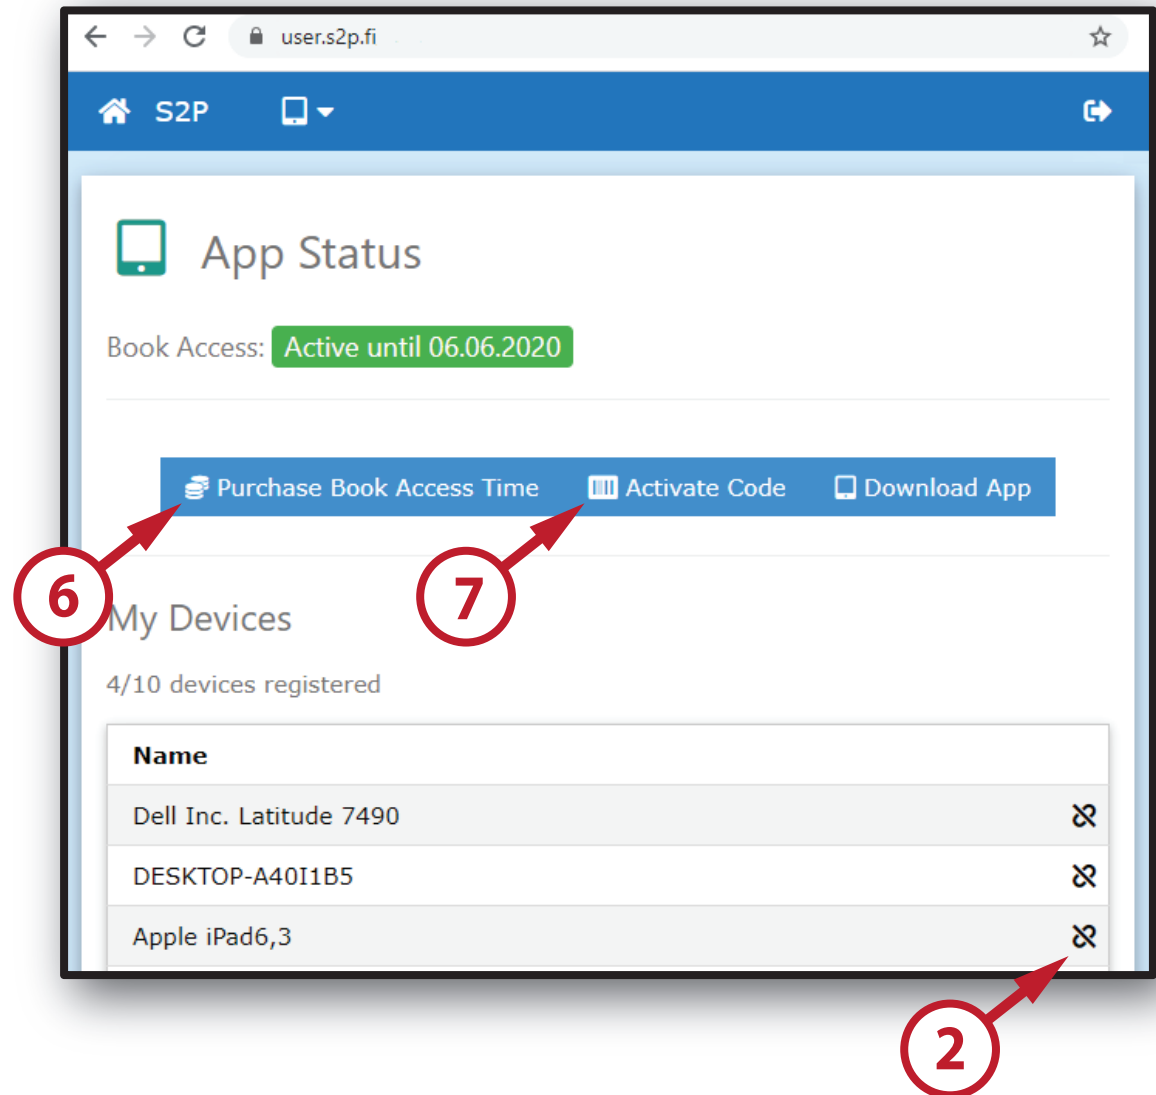 user.s2p.fi
S2P
App Status
Book Access: Active until 06.06.2020
Purchase Book Access Time Activate Code Download App
6 7
My Devices
4/10 devices registered
Name
Dell Inc. Latitude 7490
DESKTOP-A40I1B5
Apple iPad6,3
2